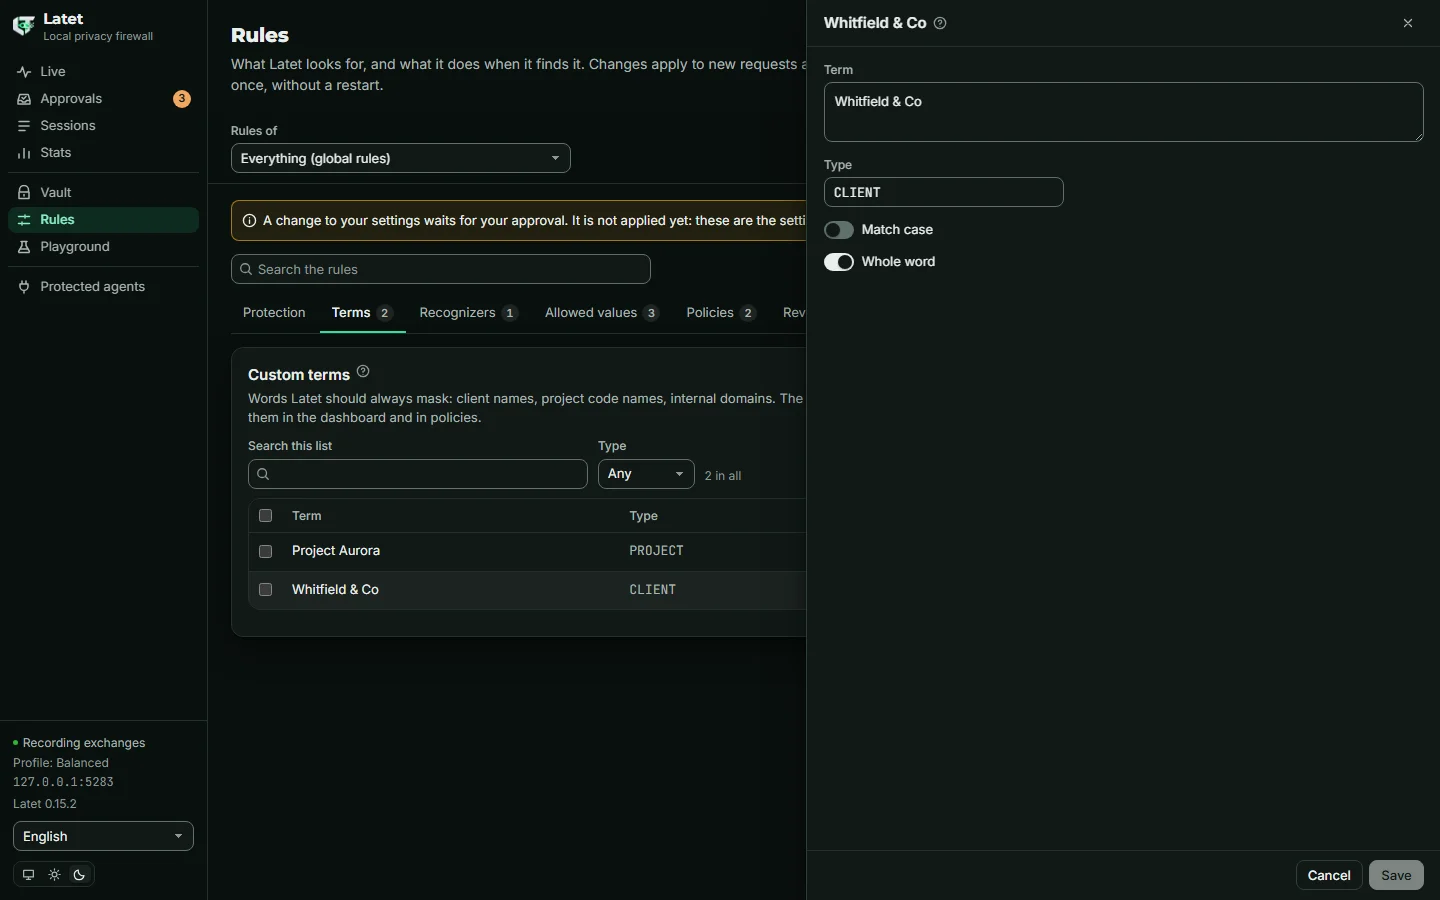 Latet
Local privacy firewall
Live
Approvals 3
Sessions
Stats
Vault
Rules
Playground
Protected agents
Recording exchanges
Profile: Balanced
127.0.0.1:5283
Latet 0.15.2
English
Rules
What Latet looks for, and what it does when it finds it. Changes apply to new requests a
once, without a restart.
Rules of
Everything (global rules)
A change to your settings waits for your approval. It is not applied yet: these are the setti
Search the rules
Protection Terms 2 Recognizers 1 Allowed values 3 Policies 2 Rev
Custom terms
Words Latet should always mask: client names, project code names, internal domains. The
them in the dashboard and in policies.
Search this list Type
Any 2 in all
Term Type
Project Aurora PROJECT
Whitfield & Co CLIENT
Whitfield & Co
Term
Whitfield & Co
Type
CLIENT
Match case
Whole word
Cancel Save